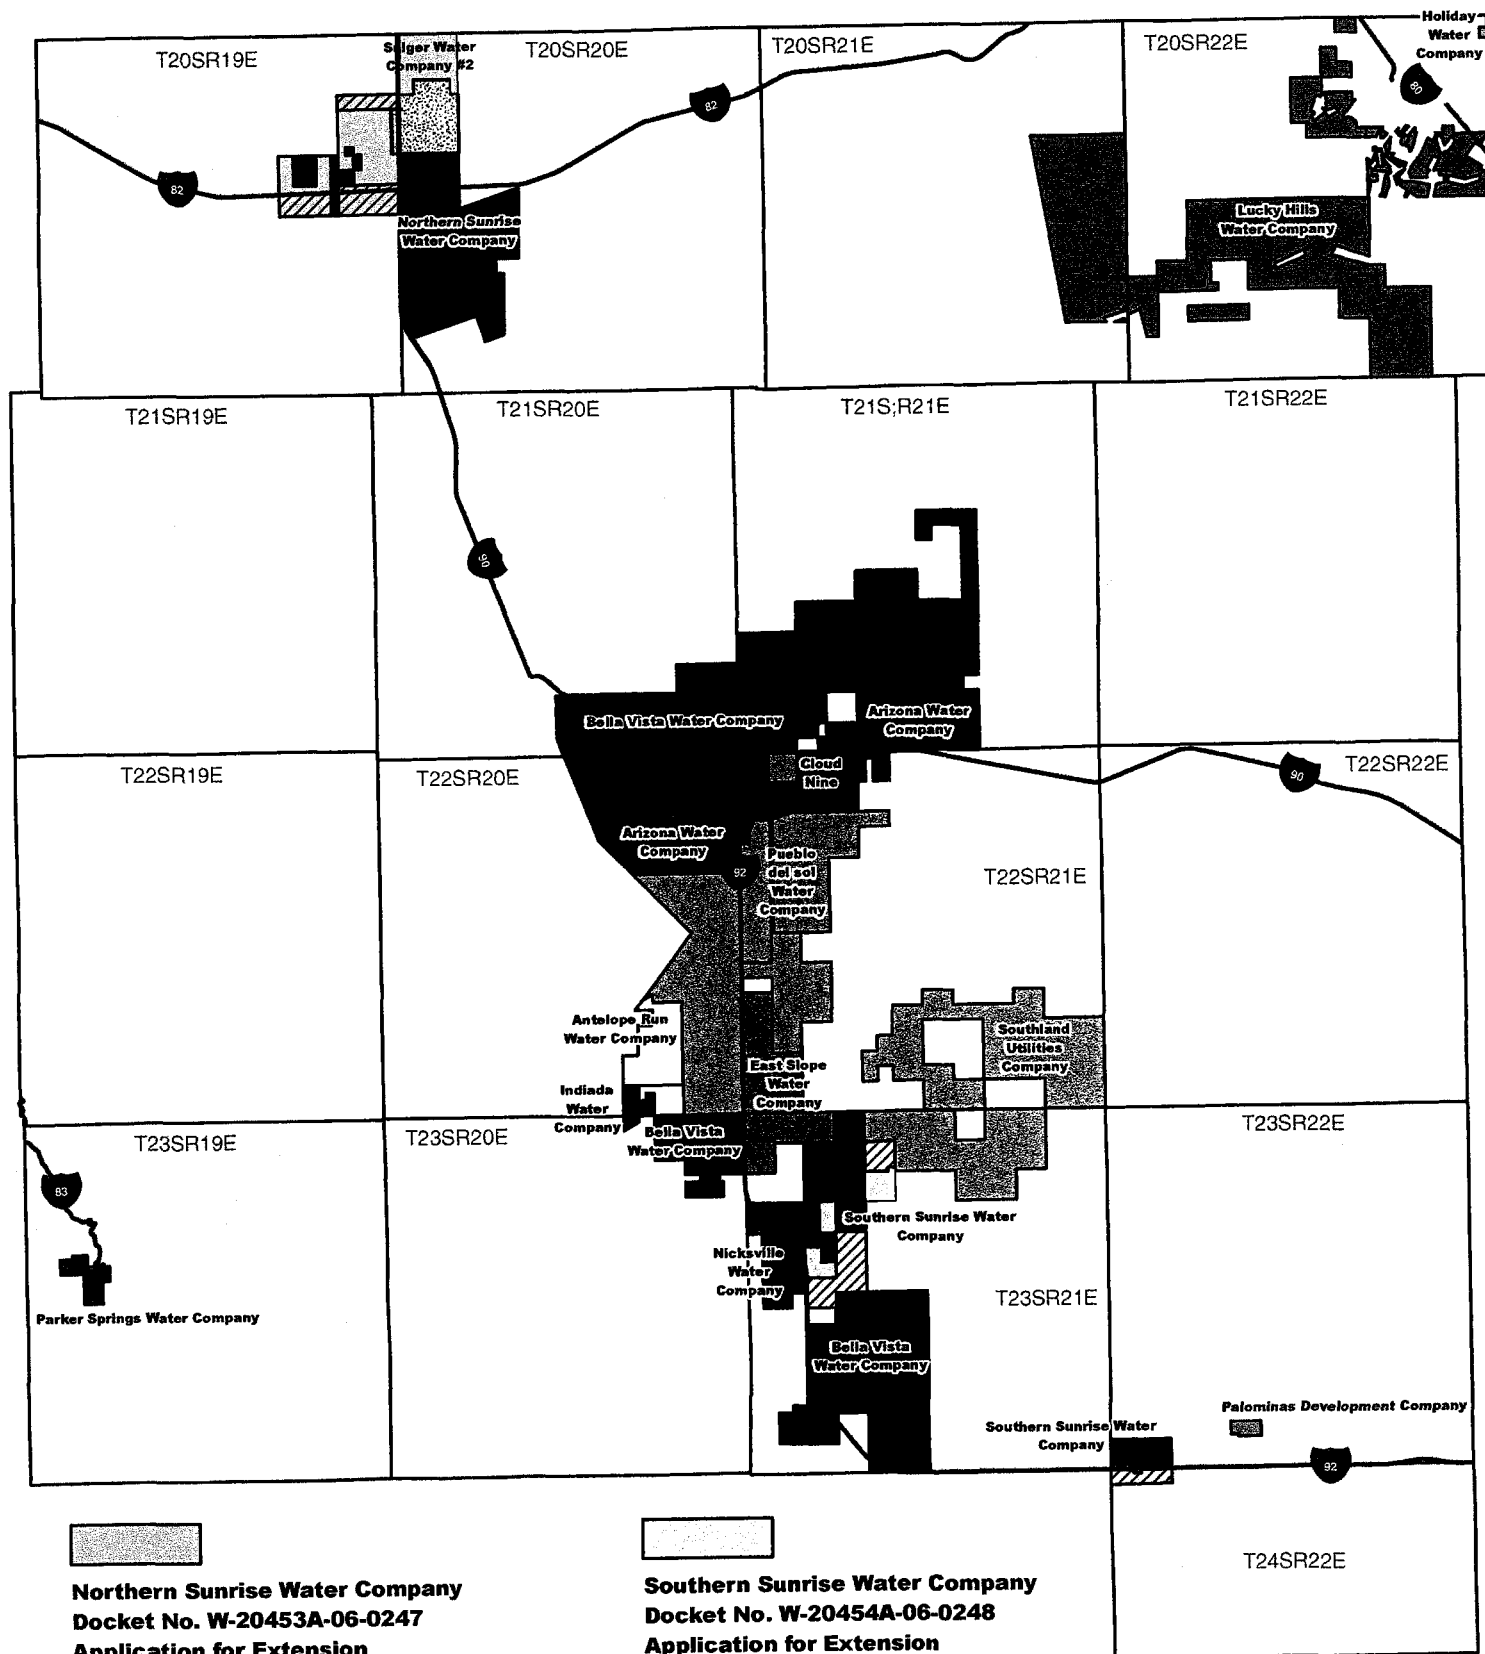 Holiday
Water
Company
T20SR19E
Salger Water
Company #2
T20SR20E
T20SR21E
T20SR22E
80
82
82
Northern Sunrise
Water Company
Lucky Hills
Water Company
T21SR19E
T21SR20E
T21S;R21E
T21SR22E
90
Bella Vista Water Company
Arizona Water
Company
T22SR19E
T22SR20E
Cloud
Nine
90
T22SR22E
Arizona Water
Company
92
Pueblo
del sol
Water
Company
T22SR21E
Antelope Run
Water Company
Southland
Utilities
Company
East Slope
Water
Company
Indiada
Water
Company
T23SR19E
T23SR20E
Bella Vista
Water Company
T23SR22E
83
Southern Sunrise Water
Company
Nicksville
Water
Company
Parker Springs Water Company
T23SR21E
Bella Vista
Water Company
Palominas Development Company
Southern Sunrise Water
Company
92
T24SR22E
Northern Sunrise Water Company
Docket No. W-20453A-06-0247
Application for Extension
Southern Sunrise Water Company
Docket No. W-20454A-06-0248
Application for Extension